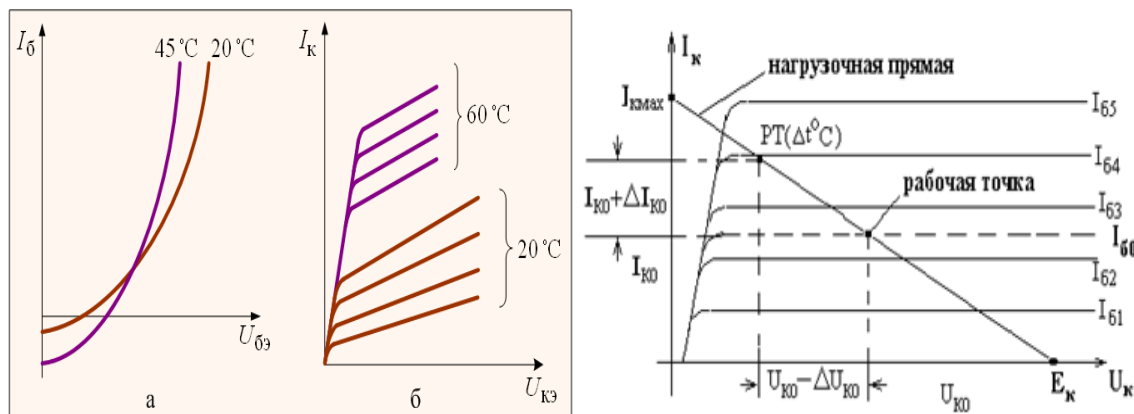 Iб
45 °C 20 °C
Uбэ
а
Iк
60 °C
20 °C
Uкэ
б
Iк
нагрузочная прямая
Iкмах
РТ(Δt°C)
рабочая точка
Iк0+ΔIк0
Iк0
Iб5
Iб4
Iб3
Iб0
Iб2
Iб1
Uк0−ΔUк0
Uк0
Eк
Uк